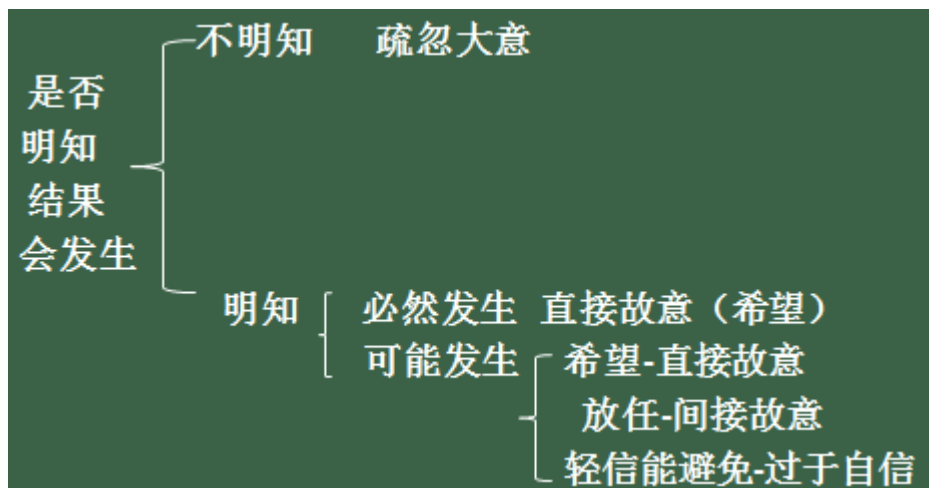 是否
明知
结果
会发生
不明知 疏忽大意
明知
必然发生 直接故意（希望）
可能发生
希望-直接故意
放任-间接故意
轻信能避免-过于自信